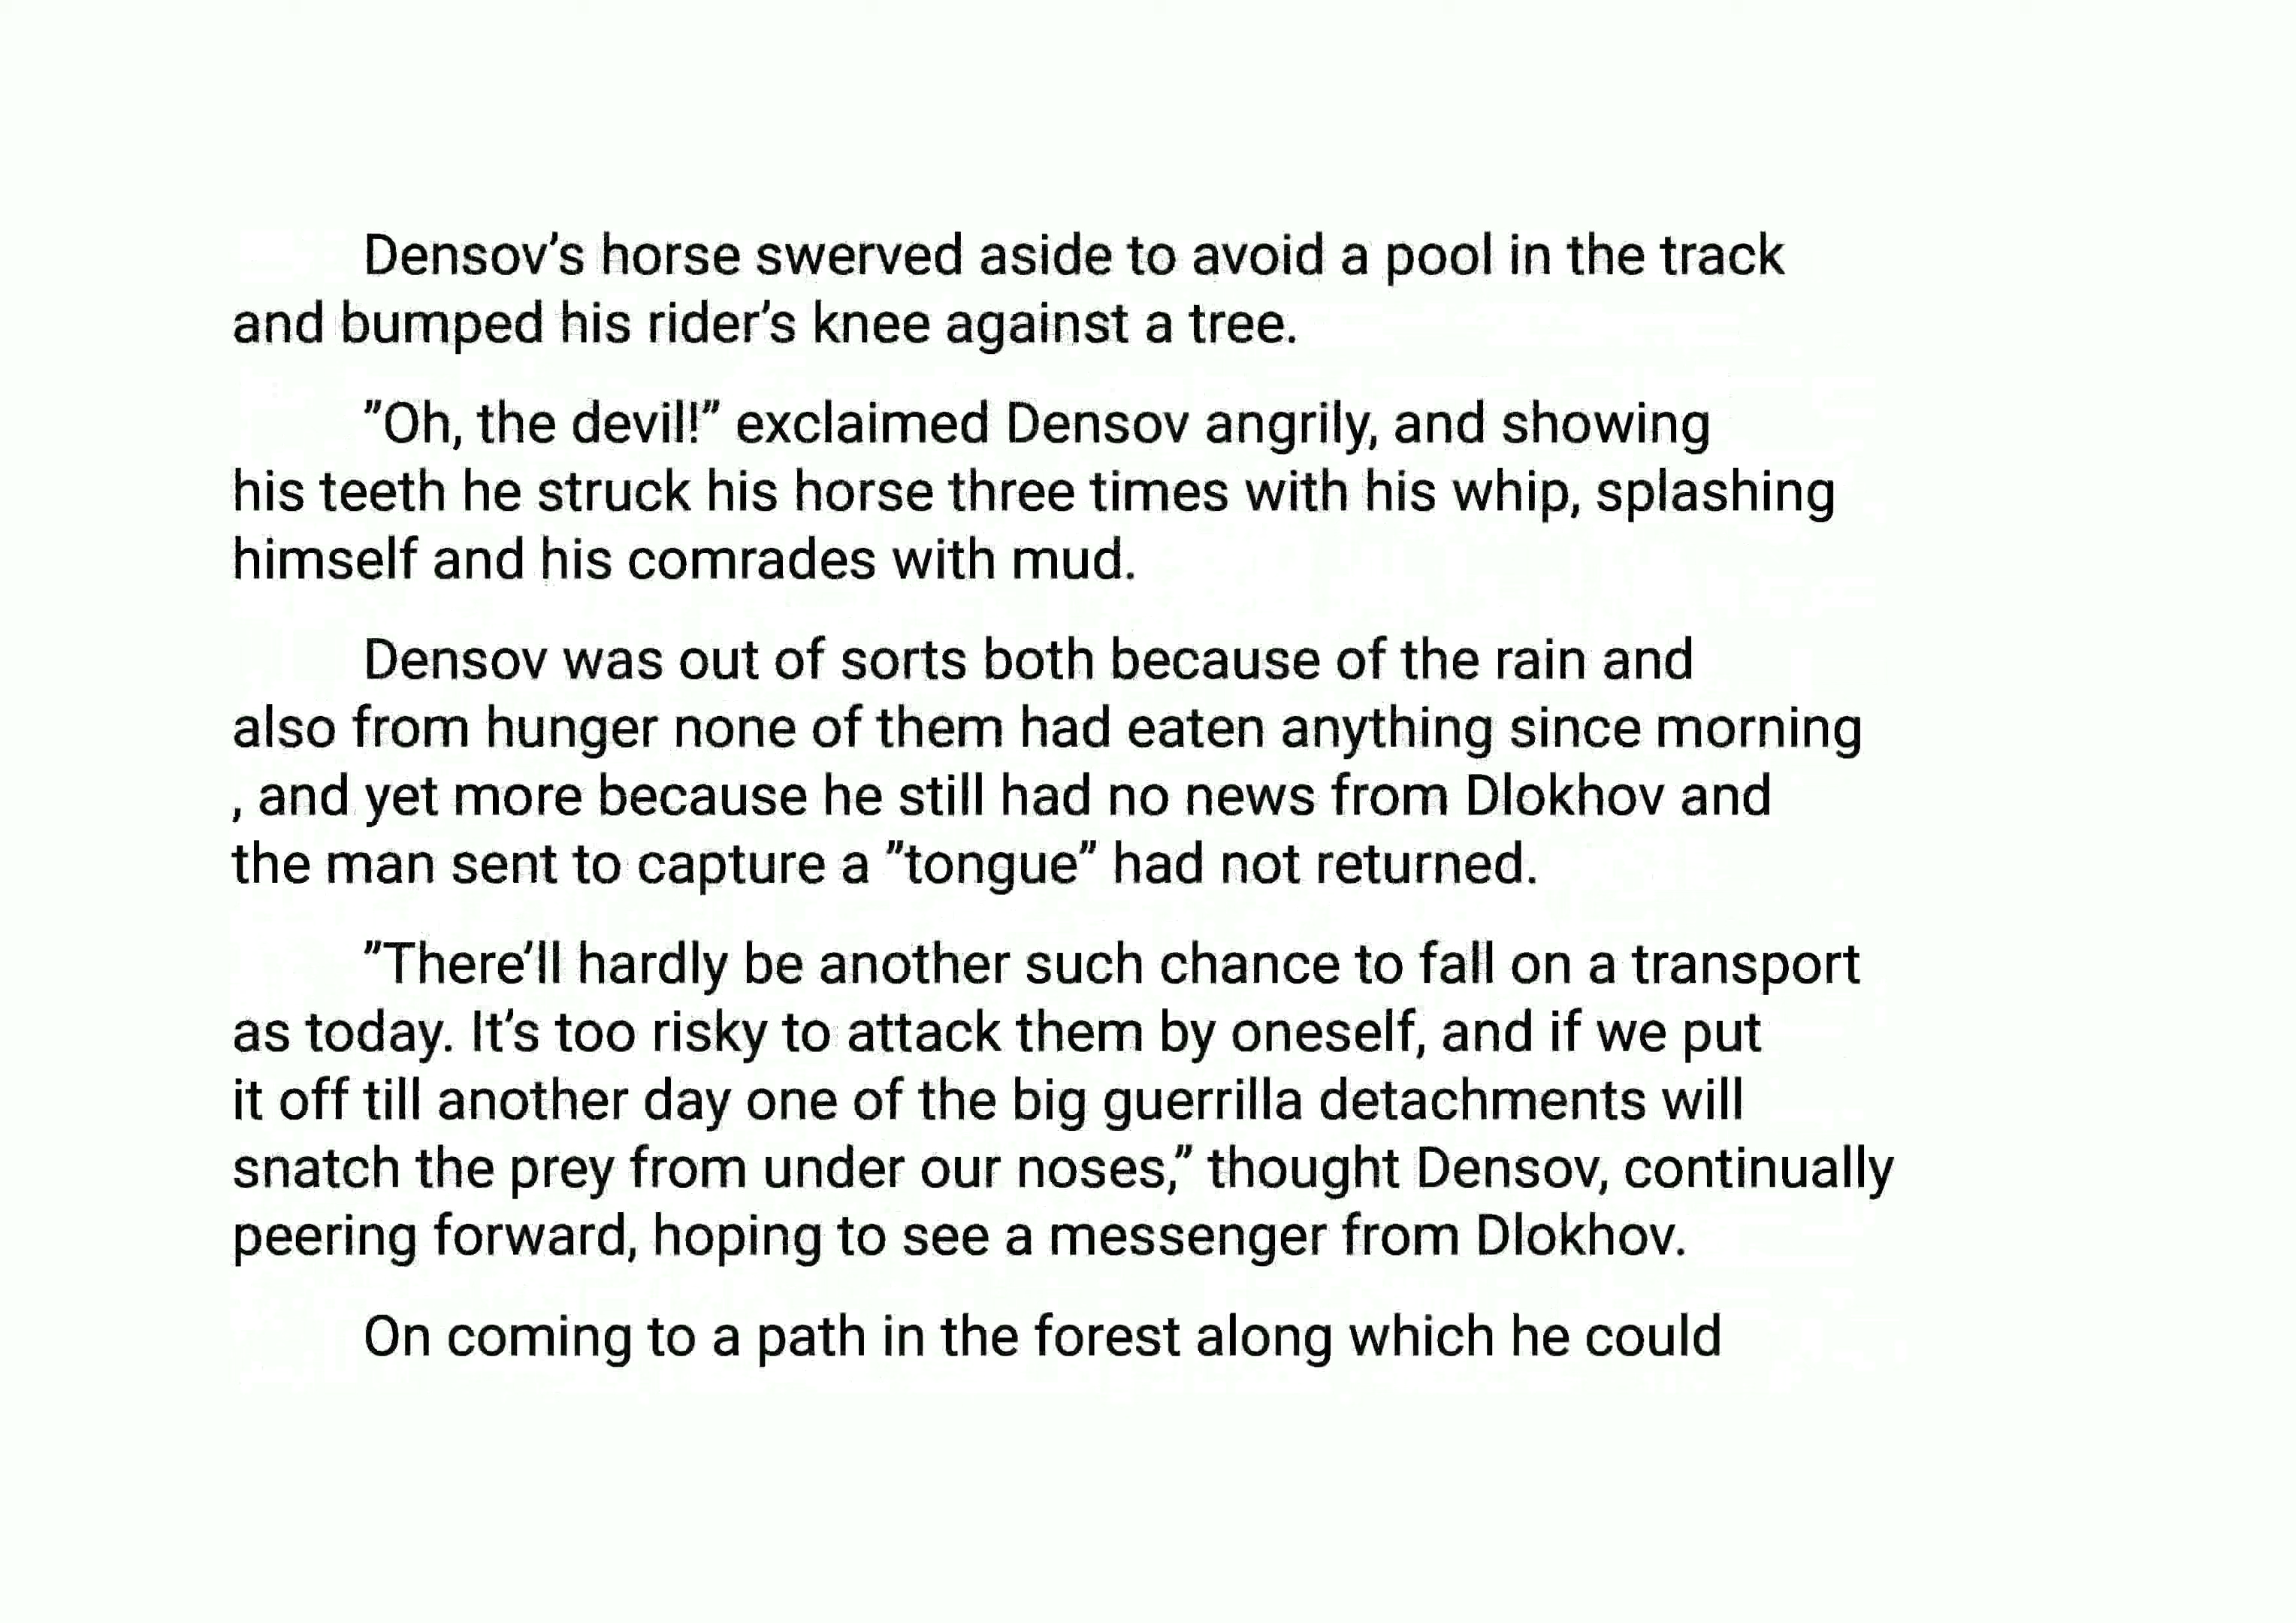 Densov’s horse swerved aside to avoid a pool in the track
and bumped his rider’s knee against a tree.
”Oh, the devil!” exclaimed Densov angrily, and showing
his teeth he struck his horse three times with his whip, splashing
himself and his comrades with mud.
Densov was out of sorts both because of the rain and
also from hunger none of them had eaten anything since morning
, and yet more because he still had no news from Dlokhov and
the man sent to capture a ”tongue” had not returned.
”There’ll hardly be another such chance to fall on a transport
as today. It’s too risky to attack them by oneself, and if we put
it off till another day one of the big guerrilla detachments will
snatch the prey from under our noses,” thought Densov, continually
peering forward, hoping to see a messenger from Dlokhov.
On coming to a path in the forest along which he could